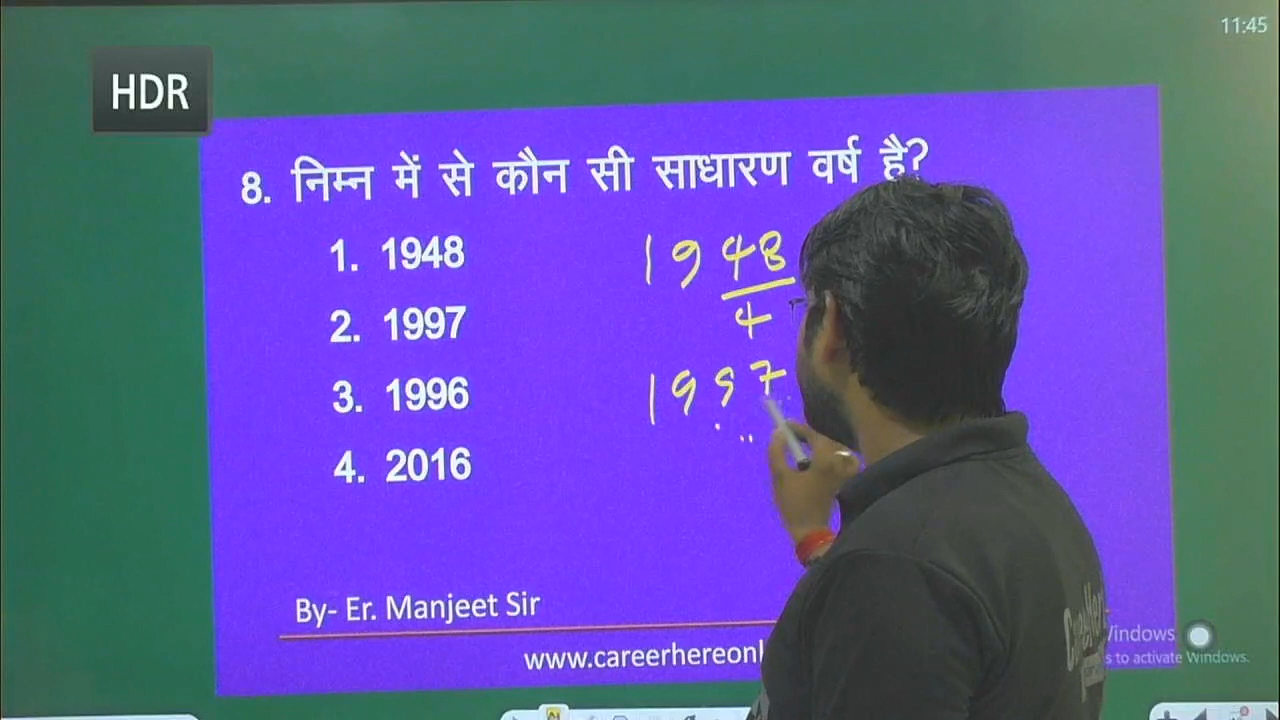 11:45
HDR
8. निम्न में से कौन सी साधारण वर्ष है?
1. 1948
2. 1997
3. 1996
4. 2016
1948
4
1997
By- Er. Manjeet Sir
www.careerhereonl
Windows
s to activate Windows.